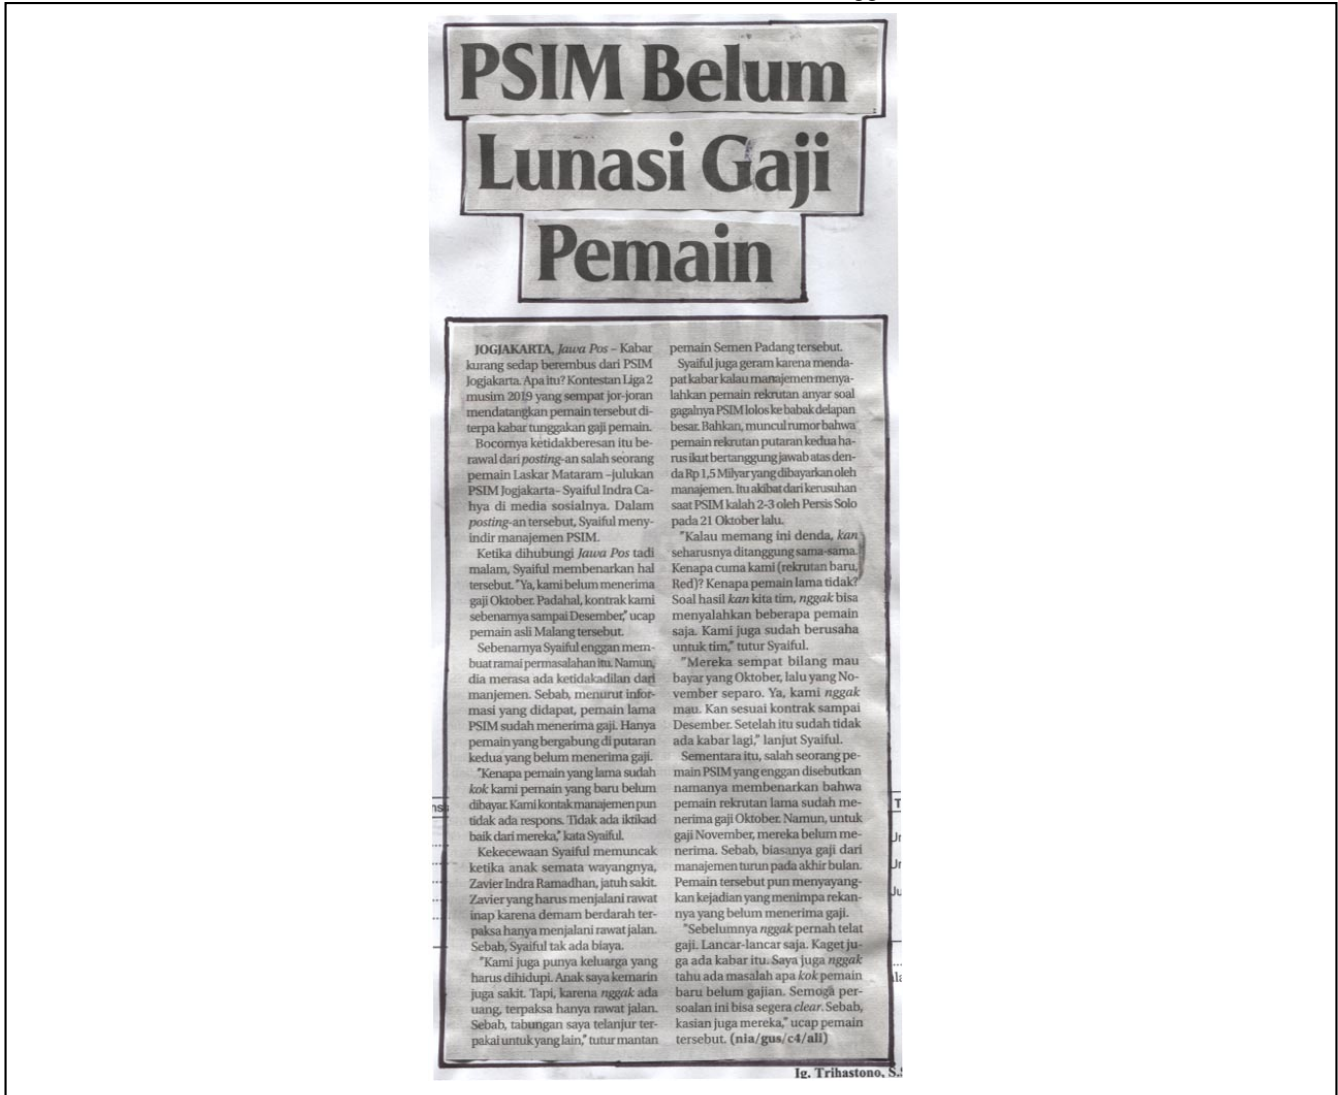 PSIM Belum
Lunasi Gaji
Pemain
JOGJAKARTA, Jawa Pos – Kabar
kurang sedap berembus dari PSIM
Jogjakarta. Apa itu? Kontestan Liga 2
musim 2019 yang sempat jor-joran
mendatangkan pemain tersebut di-
terpa kabar tunggakan gaji pemain.
Bocornya ketidakberesan itu be-
rawal dari posting-an salah seorang
pemain Laskar Mataram –julukan
PSIM Jogjakarta– Syaiful Indra Ca-
hya di media sosialnya. Dalam
posting-an tersebut, Syaiful meny-
indir manajemen PSIM.
Ketika dihubungi Jawa Pos tadi
malam, Syaiful membenarkan hal
tersebut. "Ya, kami belum menerima
gaji Oktober. Padahal, kontrak kami
sebenarnya sampai Desember," ucap
pemain asli Malang tersebut.
Sebenarnya Syaiful enggan mem-
buat ramai permasalahan itu. Namun,
dia merasa ada ketidakadilan dari
manjemen. Sebab, menurut infor-
masi yang didapat, pemain lama
PSIM sudah menerima gaji. Hanya
pemain yang bergabung di putaran
kedua yang belum menerima gaji.
"Kenapa pemain yang lama sudah
kok kami pemain yang baru belum
dibayar. Kami kontak manajemen pun
tidak ada respons. Tidak ada iktikad
baik dari mereka," kata Syaiful.
Kekecewaan Syaiful memuncak
ketika anak semata wayangnya,
Zavier Indra Ramadhan, jatuh sakit.
Zavier yang harus menjalani rawat
inap karena demam berdarah ter-
paksa hanya menjalani rawat jalan.
Sebab, Syaiful tak ada biaya.
"Kami juga punya keluarga yang
harus dihidupi. Anak saya kemarin
juga sakit. Tapi, karena nggak ada
uang, terpaksa hanya rawat jalan.
Sebab, tabungan saya telanjur ter-
pakai untuk yang lain," tutur mantan
pemain Semen Padang tersebut.
Syaiful juga geram karena menda-
pat kabar kalau manajemen menya-
lahkan pemain rekrutan anyar soal
gagalnya PSIM lolos ke babak delapan
besar. Bahkan, muncul rumor bahwa
pemain rekrutan putaran kedua ha-
rus ikut bertanggung jawab atas den-
da Rp 1,5 Milyar yang dibayarkan oleh
manajemen. Itu akibat dari kerusuhan
saat PSIM kalah 2-3 oleh Persis Solo
pada 21 Oktober lalu.
"Kalau memang ini denda, kan
seharusnya ditanggung sama-sama.
Kenapa cuma kami (rekrutan baru,
Red)? Kenapa pemain lama tidak?
Soal hasil kan kita tim, nggak bisa
menyalahkan beberapa pemain
saja. Kami juga sudah berusaha
untuk tim," tutur Syaiful.
"Mereka sempat bilang mau
bayar yang Oktober, lalu yang No-
vember separo. Ya, kami nggak
mau. Kan sesuai kontrak sampai
Desember. Setelah itu sudah tidak
ada kabar lagi," lanjut Syaiful.
Sementara itu, salah seorang pe-
main PSIM yang enggan disebutkan
namanya membenarkan bahwa
pemain rekrutan lama sudah me-
nerima gaji Oktober. Namun, untuk
gaji November, mereka belum me-
nerima. Sebab, biasanya gaji dari
manajemen turun pada akhir bulan.
Pemain tersebut pun menyayang-
kan kejadian yang menimpa rekan-
nya yang belum menerima gaji.
"Sebelumnya nggak pernah telat
gaji. Lancar-lancar saja. Kaget ju-
ga ada kabar itu. Saya juga nggak
tahu ada masalah apa kok pemain
baru belum gajian. Semoga per-
soalan ini bisa segera clear. Sebab,
kasian juga mereka," ucap pemain
tersebut. (nia/gus/c4/ali)
Ig. Trihastono, S.